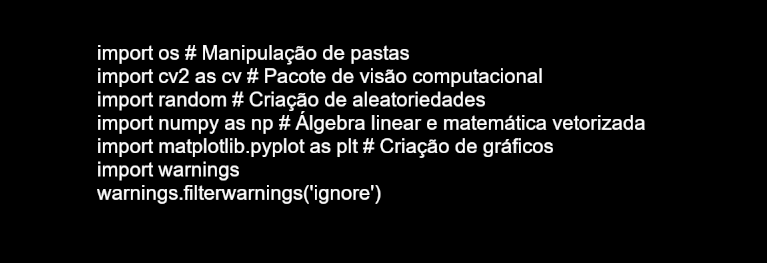 import os # Manipulação de pastas
import cv2 as cv # Pacote de visão computacional
import random # Criação de aleatoriedades
import numpy as np # Álgebra linear e matemática vetorizada
import matplotlib.pyplot as plt # Criação de gráficos
import warnings
warnings.filterwarnings('ignore')